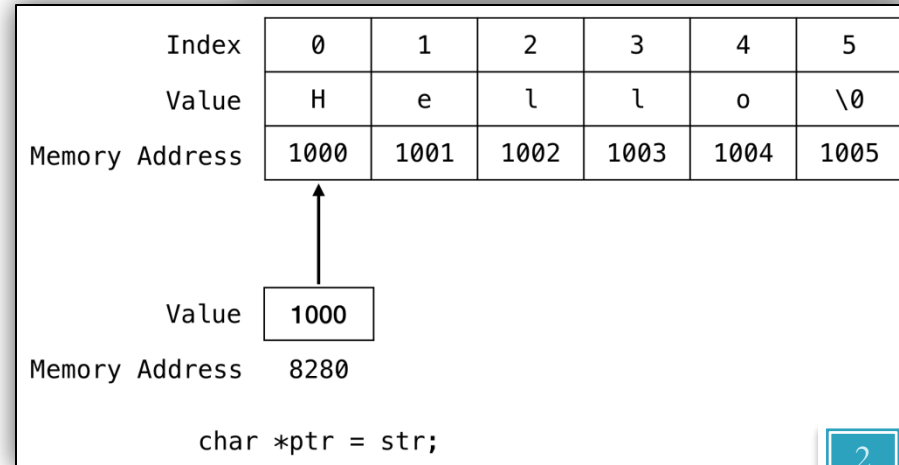 Index 0 1 2 3 4 5
Value H e l l o \0
Memory Address 1000 1001 1002 1003 1004 1005
Value 1000
Memory Address 8280
char *ptr = str;
2